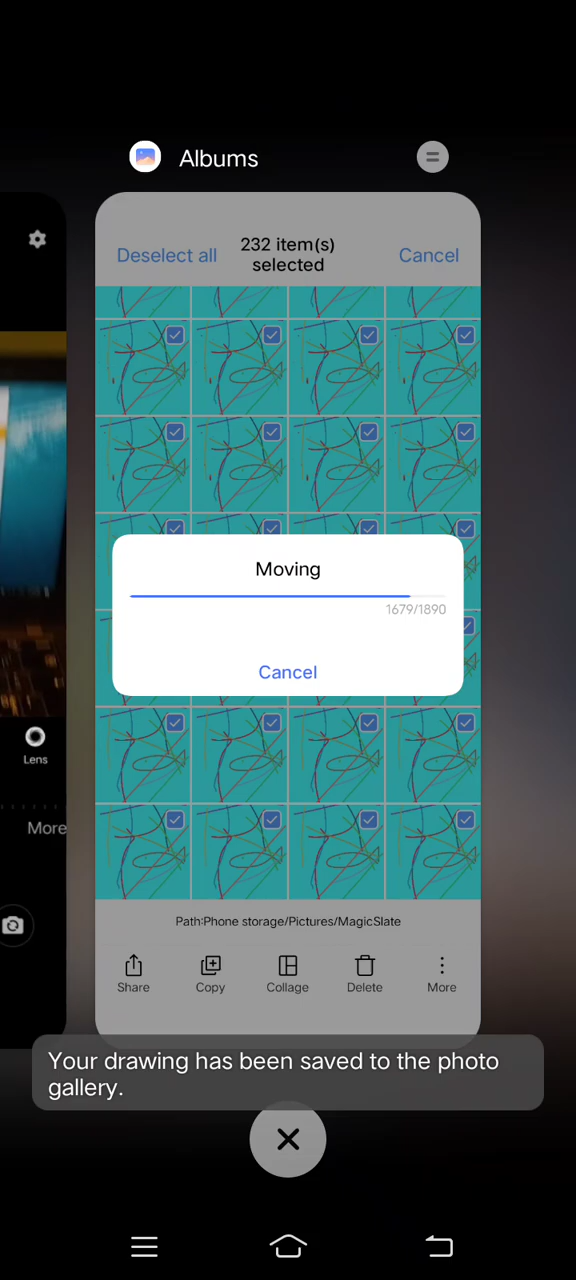 Albums
Deselect all
232 item(s)
selected
Cancel
Moving
1679/1890
Cancel
Lens
More
Path:Phone storage/Pictures/MagicSlate
Share
Copy
Collage
Delete
More
Your drawing has been saved to the photo
gallery.